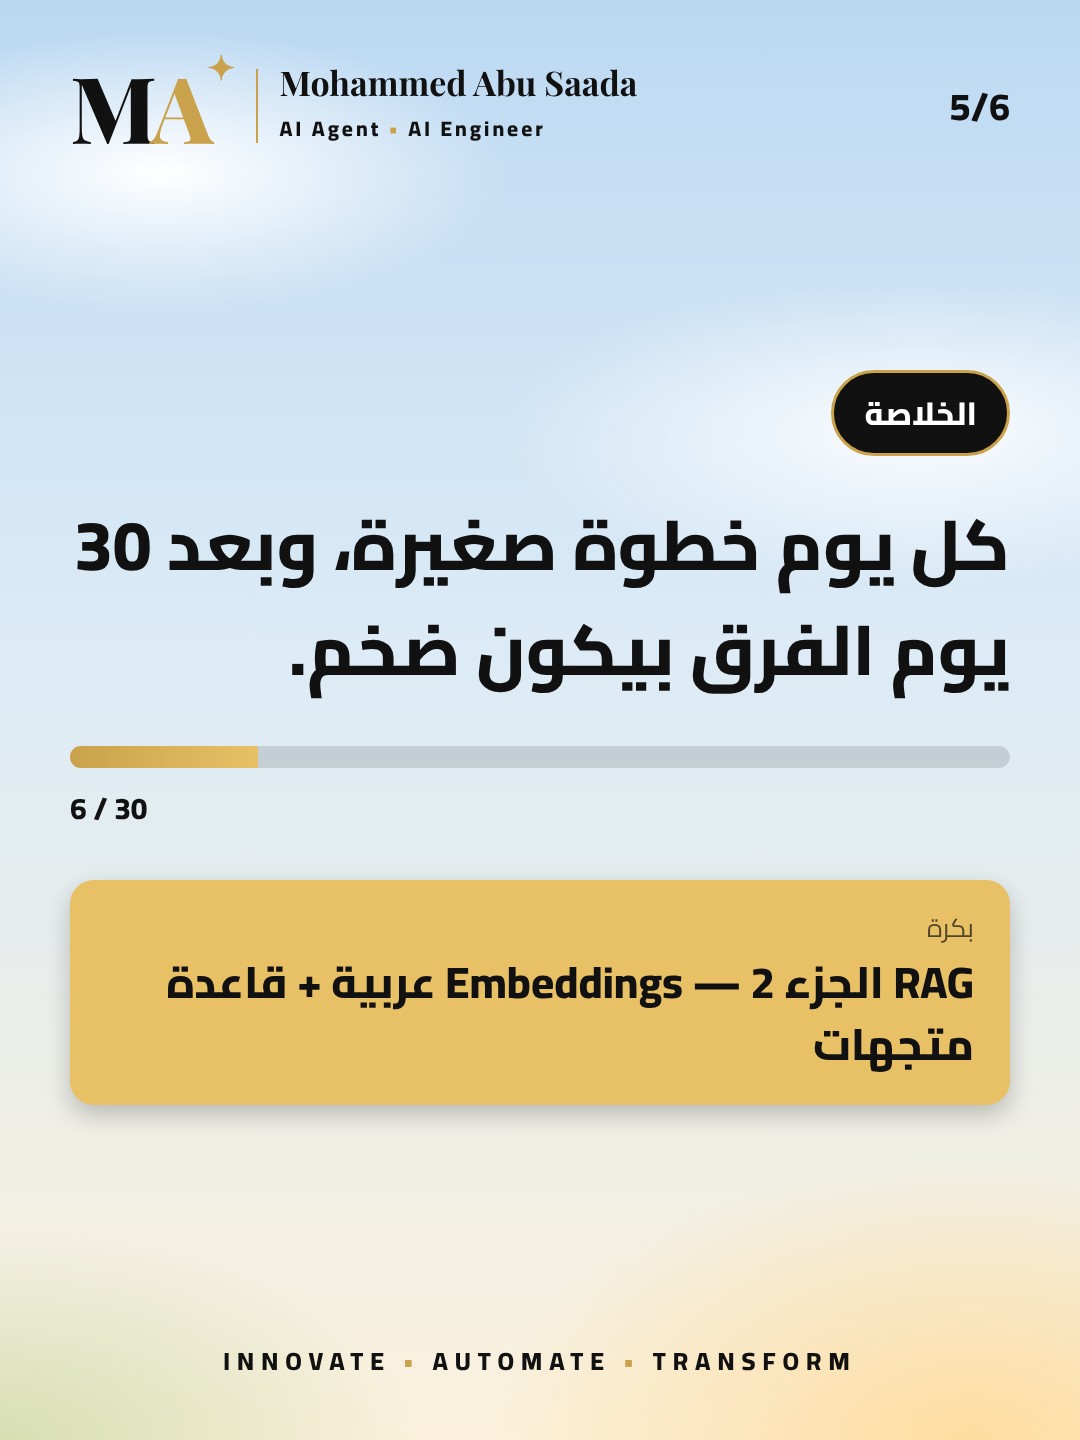 MA
Mohammed Abu Saada
AI Agent ▪ AI Engineer
5/6
الخلاصة
كل يوم خطوة صغيرة، وبعد 30
يوم الفرق بيكون ضخم.
6 / 30
بكرة
RAG الجزء 2 — Embeddings عربية + قاعدة
متجهات
INNOVATE ▪ AUTOMATE ▪ TRANSFORM